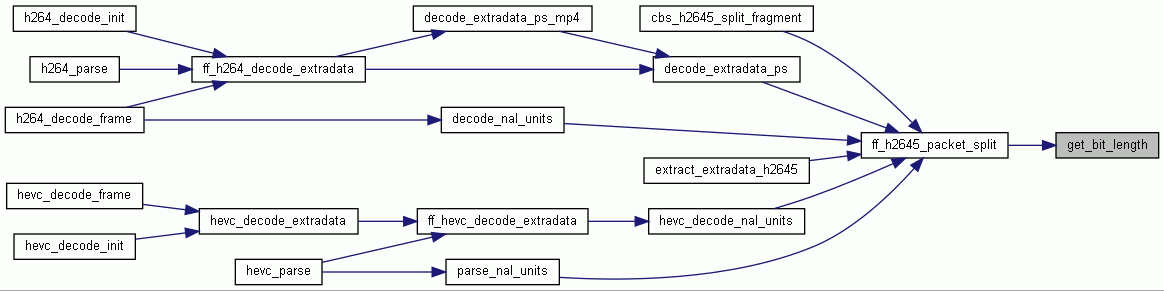 h264_decode_init
decode_extradata_ps_mp4
cbs_h2645_split_fragment
h264_parse
ff_h264_decode_extradata
decode_extradata_ps
h264_decode_frame
decode_nal_units
ff_h2645_packet_split
get_bit_length
extract_extradata_h2645
hevc_decode_frame
hevc_decode_extradata
ff_hevc_decode_extradata
hevc_decode_nal_units
hevc_decode_init
hevc_parse
parse_nal_units